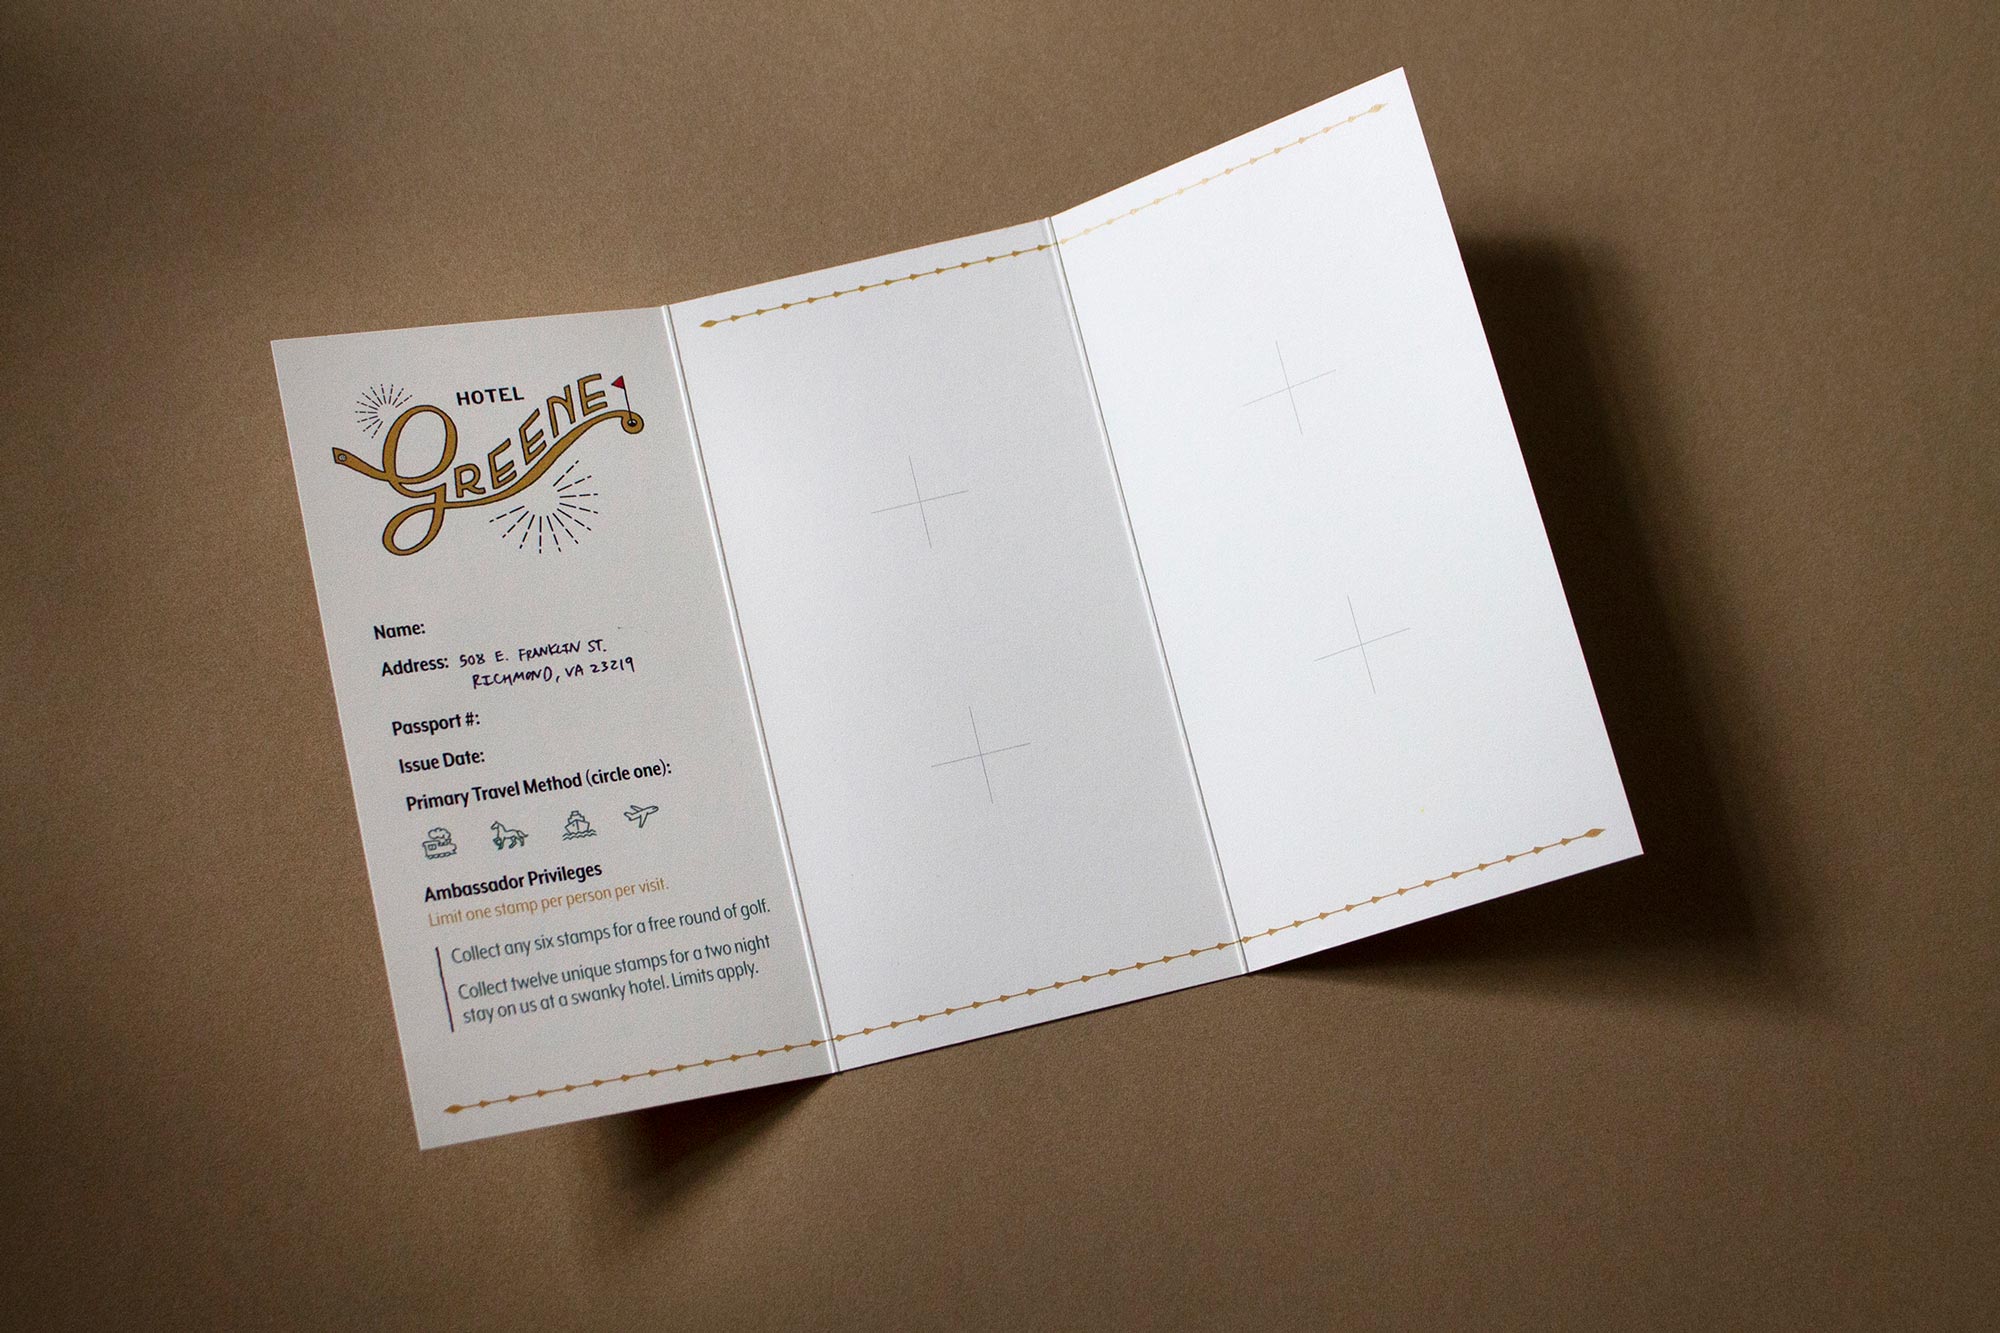 HOTEL
GREENE
Name:
Address: 508 E. FRANKLIN ST.
RICHMOND, VA 23219
Passport #:
Issue Date:
Primary Travel Method (circle one):
Ambassador Privileges
Limit one stamp per person per visit.
Collect any six stamps for a free round of golf.
Collect twelve unique stamps for a two night
stay on us at a swanky hotel. Limits apply.